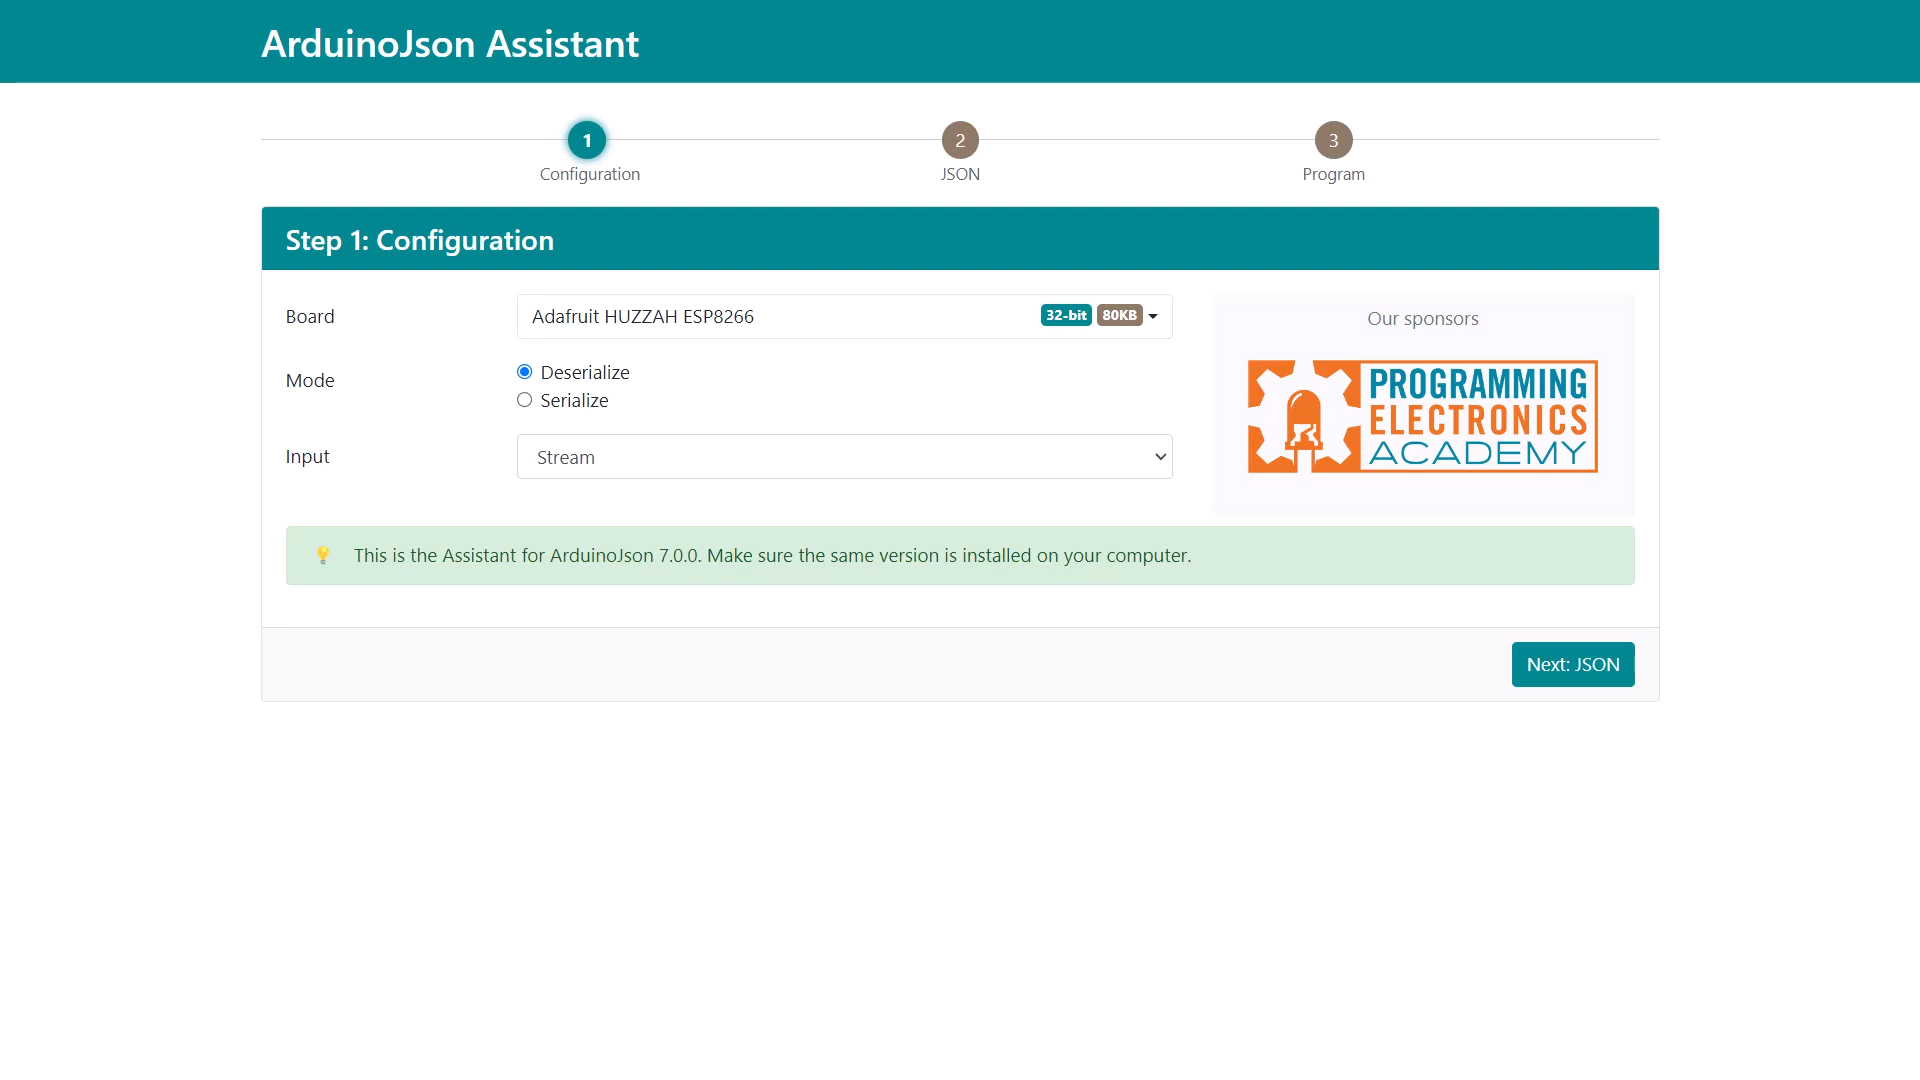 ArduinoJson Assistant
1
Configuration
2
JSON
3
Program
Step 1: Configuration
Board
Adafruit HUZZAH ESP8266
32-bit
80KB
Mode
Deserialize
Serialize
Input
Stream
Our sponsors
PROGRAMMING
ELECTRONICS
ACADEMY
This is the Assistant for ArduinoJson 7.0.0. Make sure the same version is installed on your computer.
Next: JSON